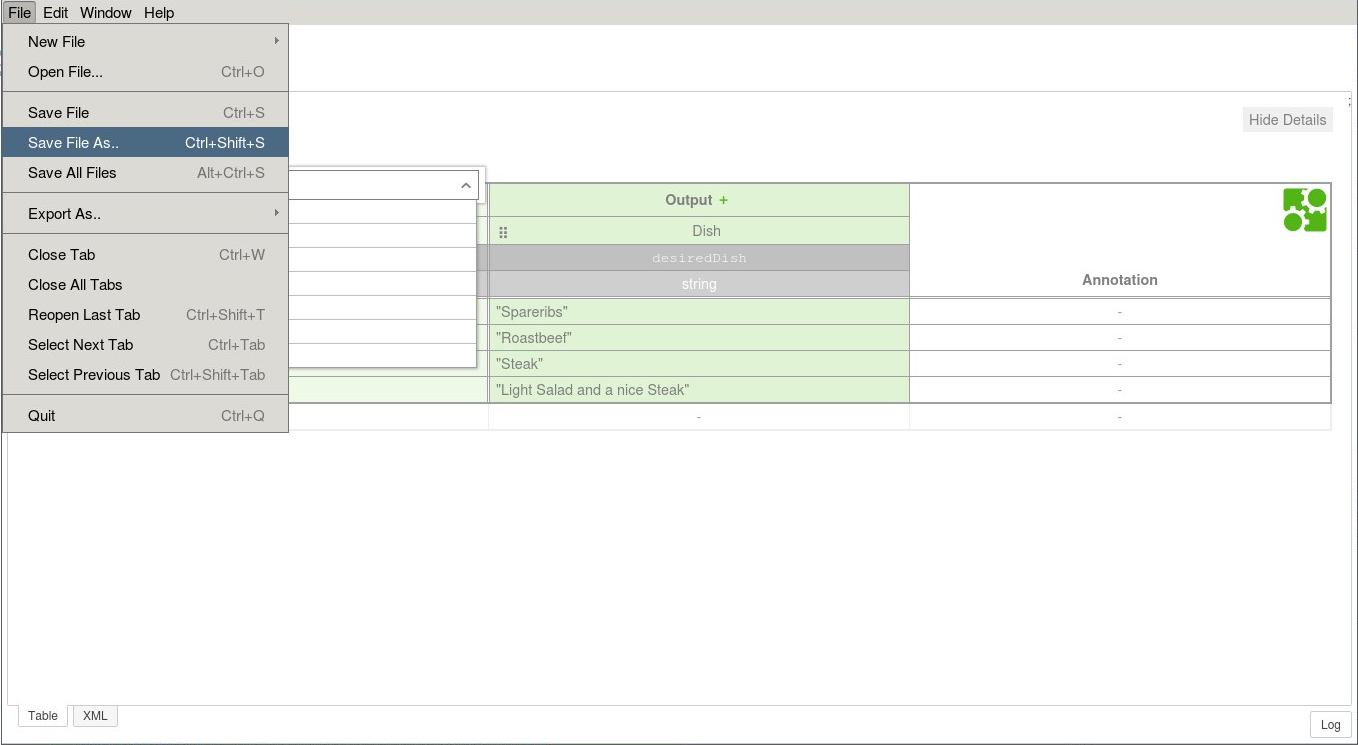 File Edit Window Help
New File
Open File... Ctrl+O
Save File Ctrl+S
Save File As.. Ctrl+Shift+S
Save All Files Alt+Ctrl+S
Export As..
Close Tab Ctrl+W
Close All Tabs
Reopen Last Tab Ctrl+Shift+T
Select Next Tab Ctrl+Tab
Select Previous Tab Ctrl+Shift+Tab
Quit Ctrl+Q
Hide Details
Output +
Dish
desiredDish
string
Annotation
"Spareribs" -
"Roastbeef" -
"Steak" -
"Light Salad and a nice Steak" -
- -
Table XML
Log